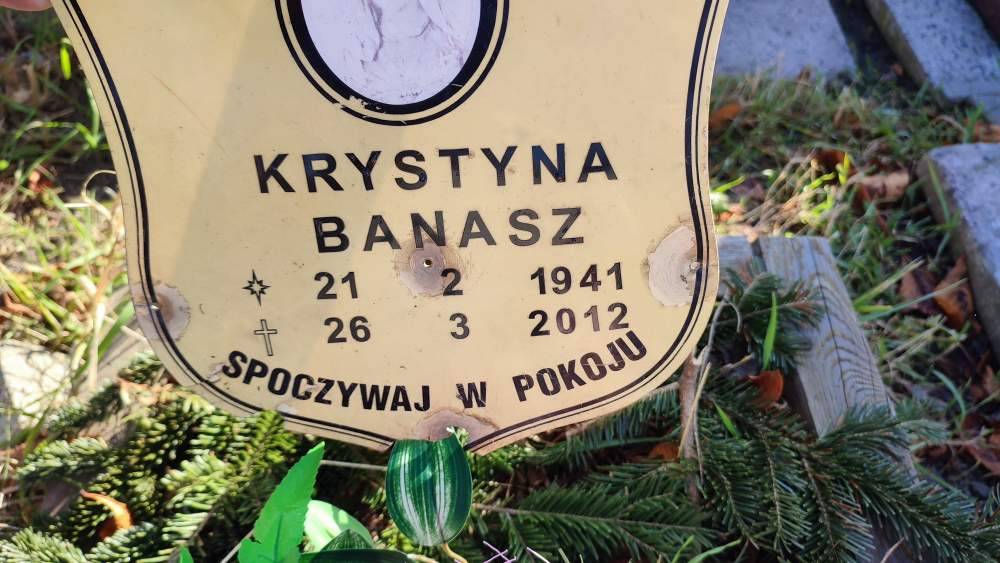 KRYSTYNA
BANASZ
21 2 1941
26 3 2012
SPOCZYWAJ W POKOJU